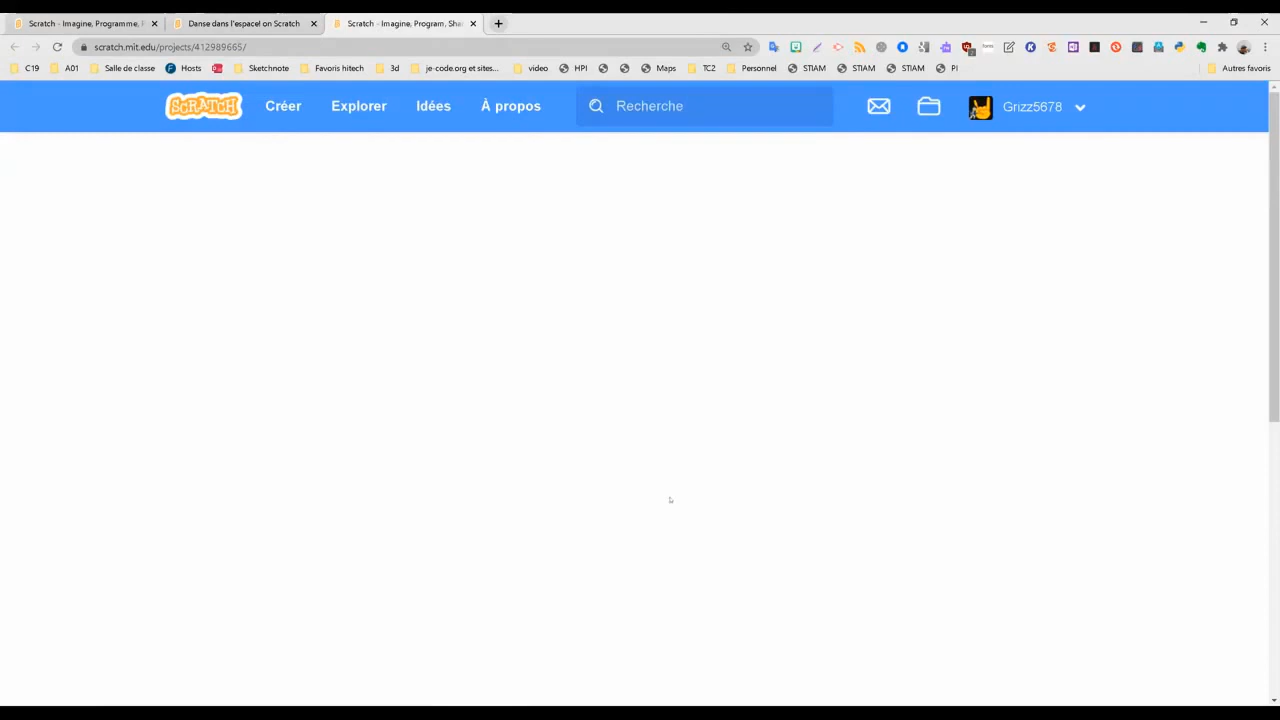 Scratch - Imagine, Programme, P
Danse dans l'espace! on Scratch
Scratch - Imagine, Program, Sha
scratch.mit.edu/projects/412989665/
C19 A01 Salle de classe Hosts Sketchnote Favoris hitech 3d je-code.org et sites... video HPI Maps TC2 Personnel STIAM STIAM STIAM PI Autres favoris
SCRATCH Créer Explorer Idées À propos Recherche Grizz5678